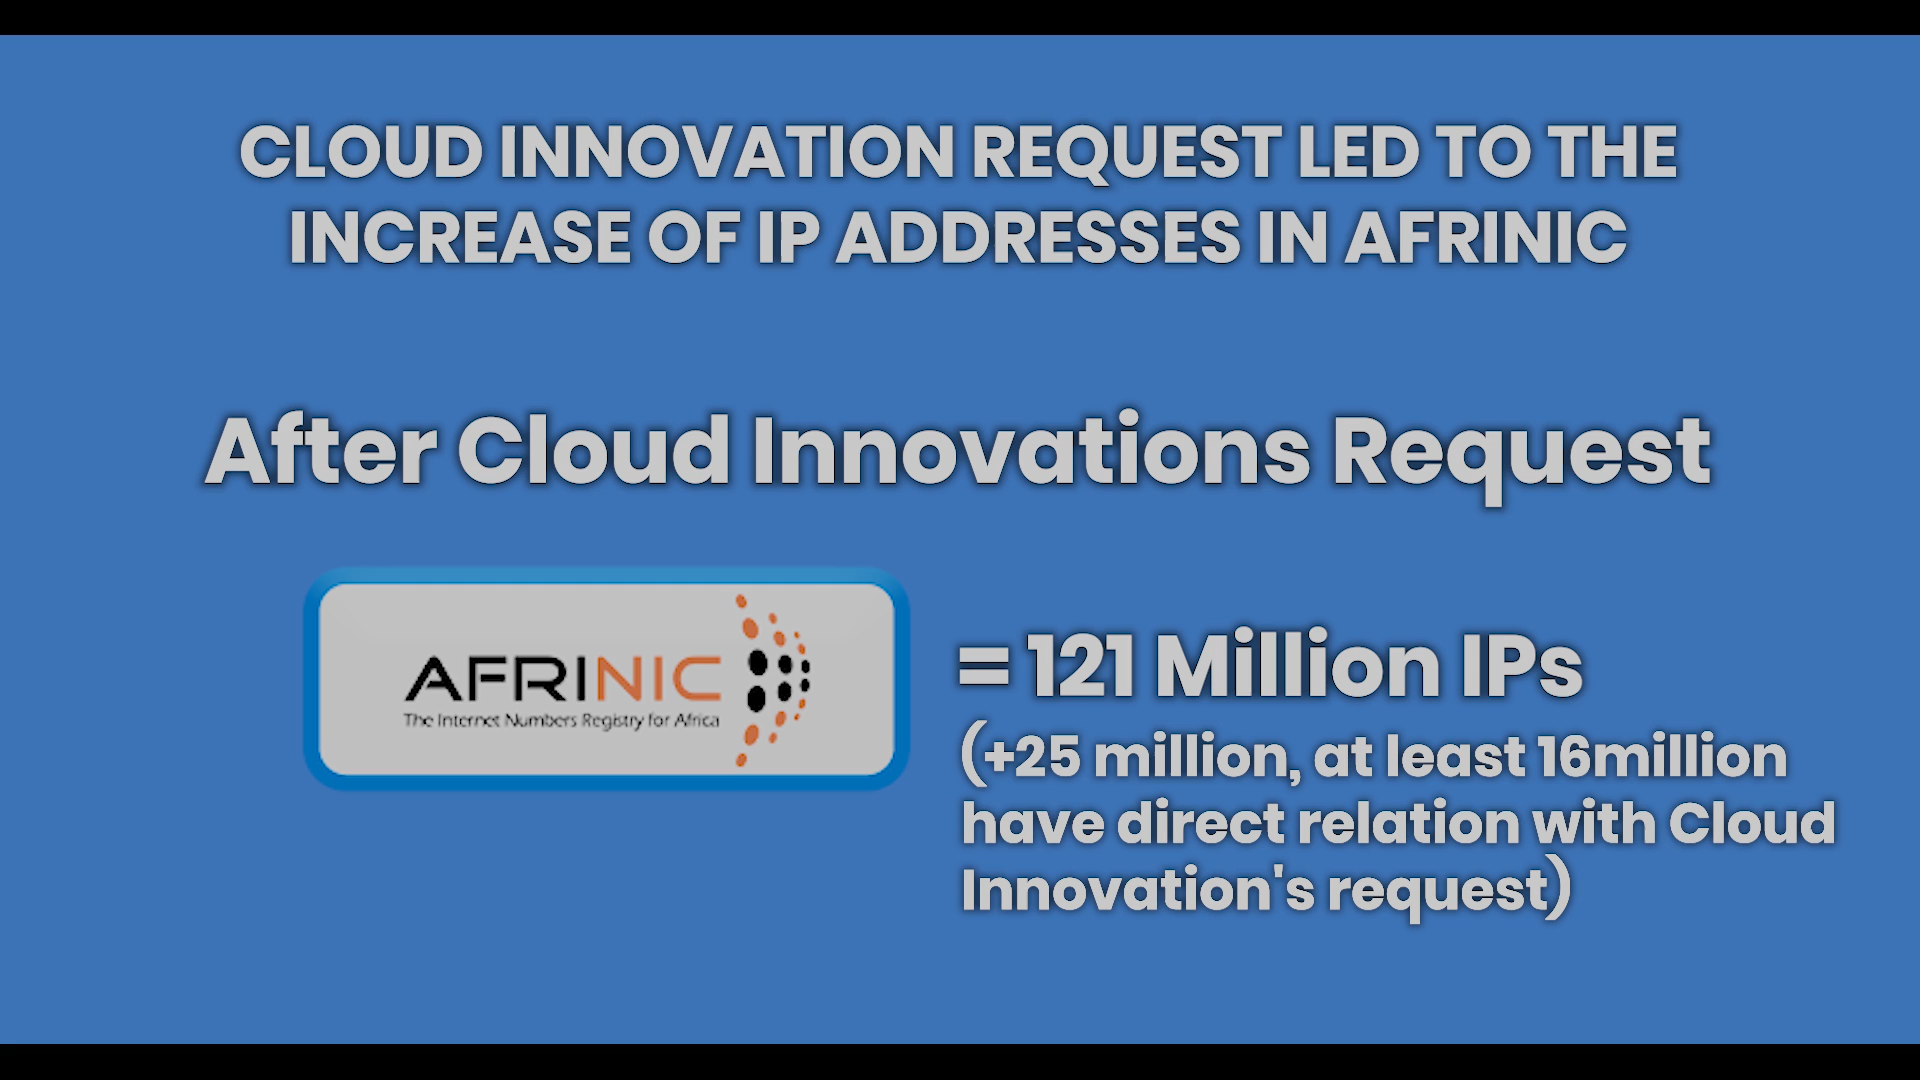 CLOUD INNOVATION REQUEST LED TO THE
INCREASE OF IP ADDRESSES IN AFRINIC
After Cloud Innovations Request
AFRINIC
The Internet Numbers Registry for Africa
= 121 Million IPs
(+25 million, at least 16million
have direct relation with Cloud
Innovation's request)